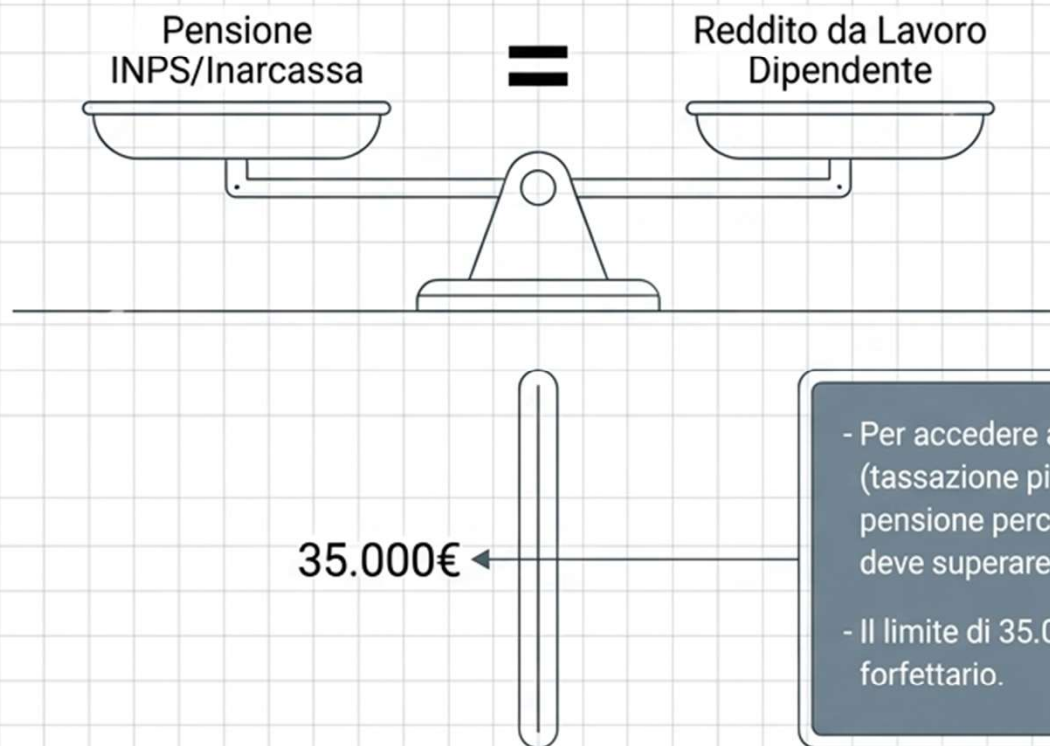 Pensione
INPS/Inarcassa
=
Reddito da Lavoro
Dipendente
35.000€
- Per accedere
(tassazione
pensione
deve superare
- Il limite di
forfettario.